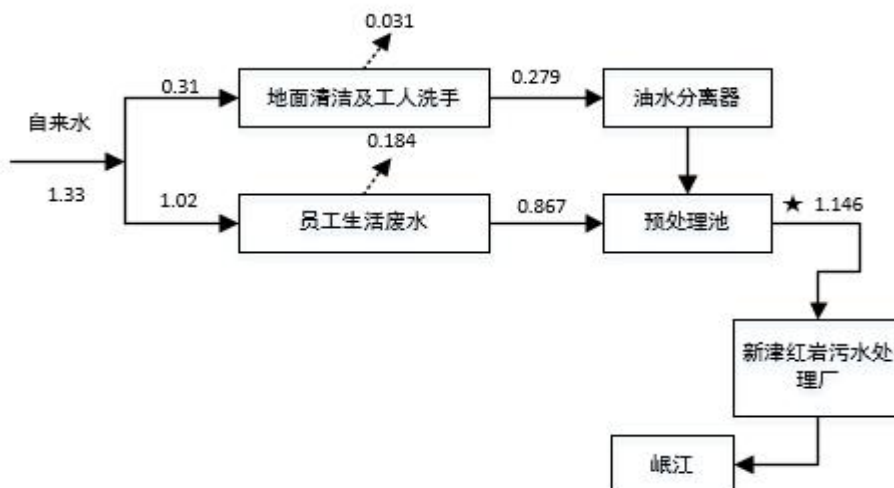 0.031
0.31
地面清洁及工人洗手
0.279
油水分离器
自来水
1.33
0.184
1.02
员工生活废水
0.867
预处理池
★ 1.146
新津红岩污水处
理厂
岷江